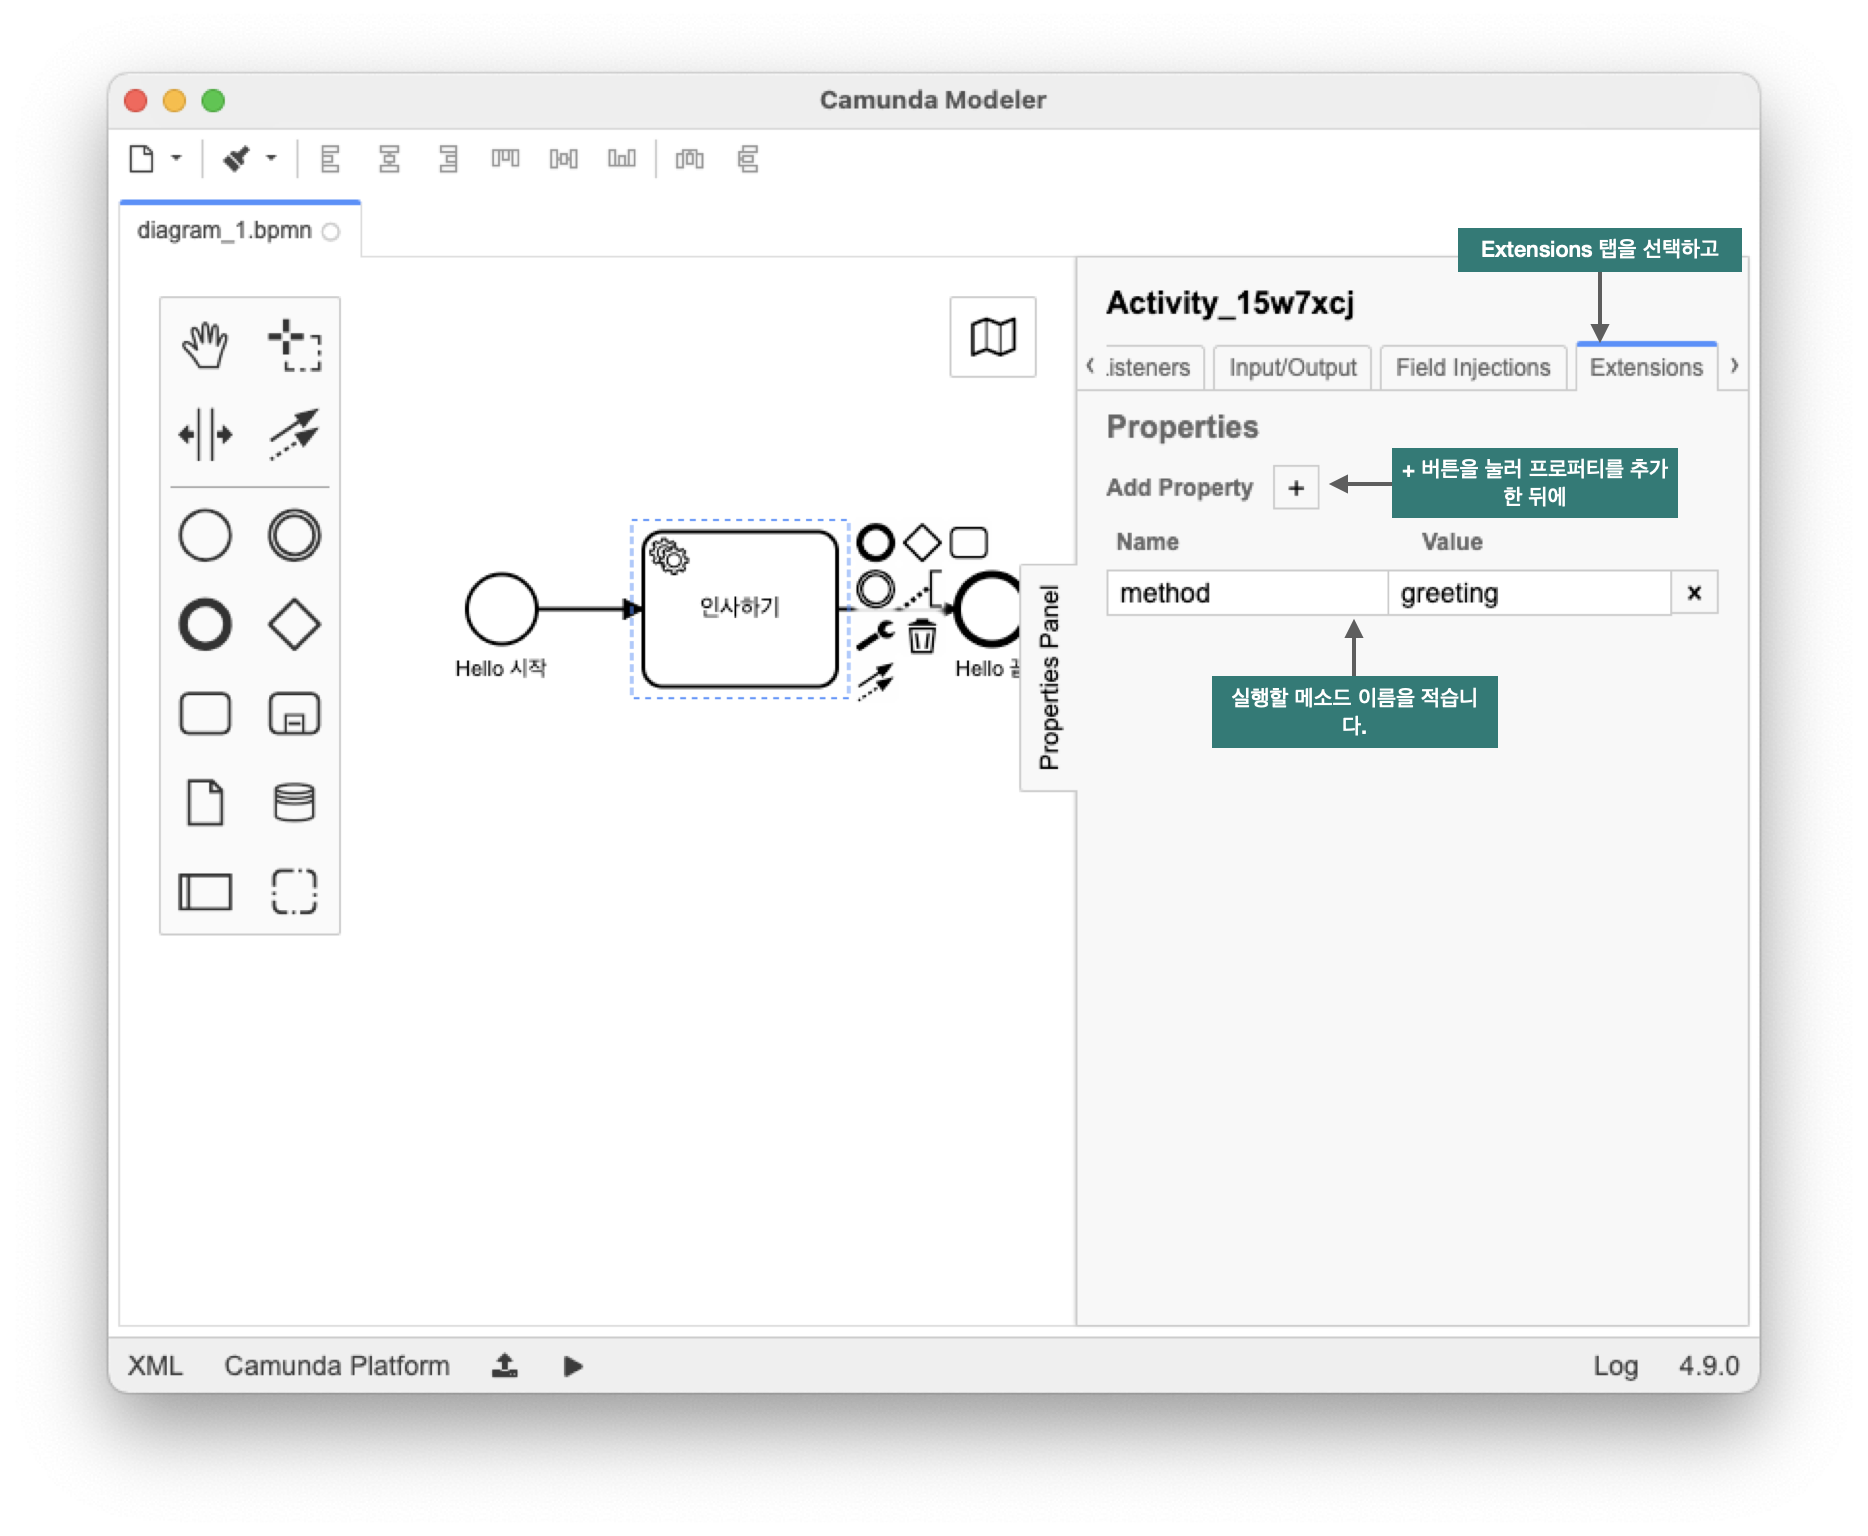 Camunda Modeler
diagram_1.bpmn
Extensions 탭을 선택하고
Activity_15w7xcj
isteners
Input/Output
Field Injections
Extensions
Properties
+ 버튼을 눌러 프로퍼티를 추가
한 뒤에
Add Property
+
Name
Value
method
greeting
×
인사하기
Hello 시작
Hello
Properties Panel
실행할 메소드 이름을 적습니
다.
XML
Camunda Platform
Log
4.9.0